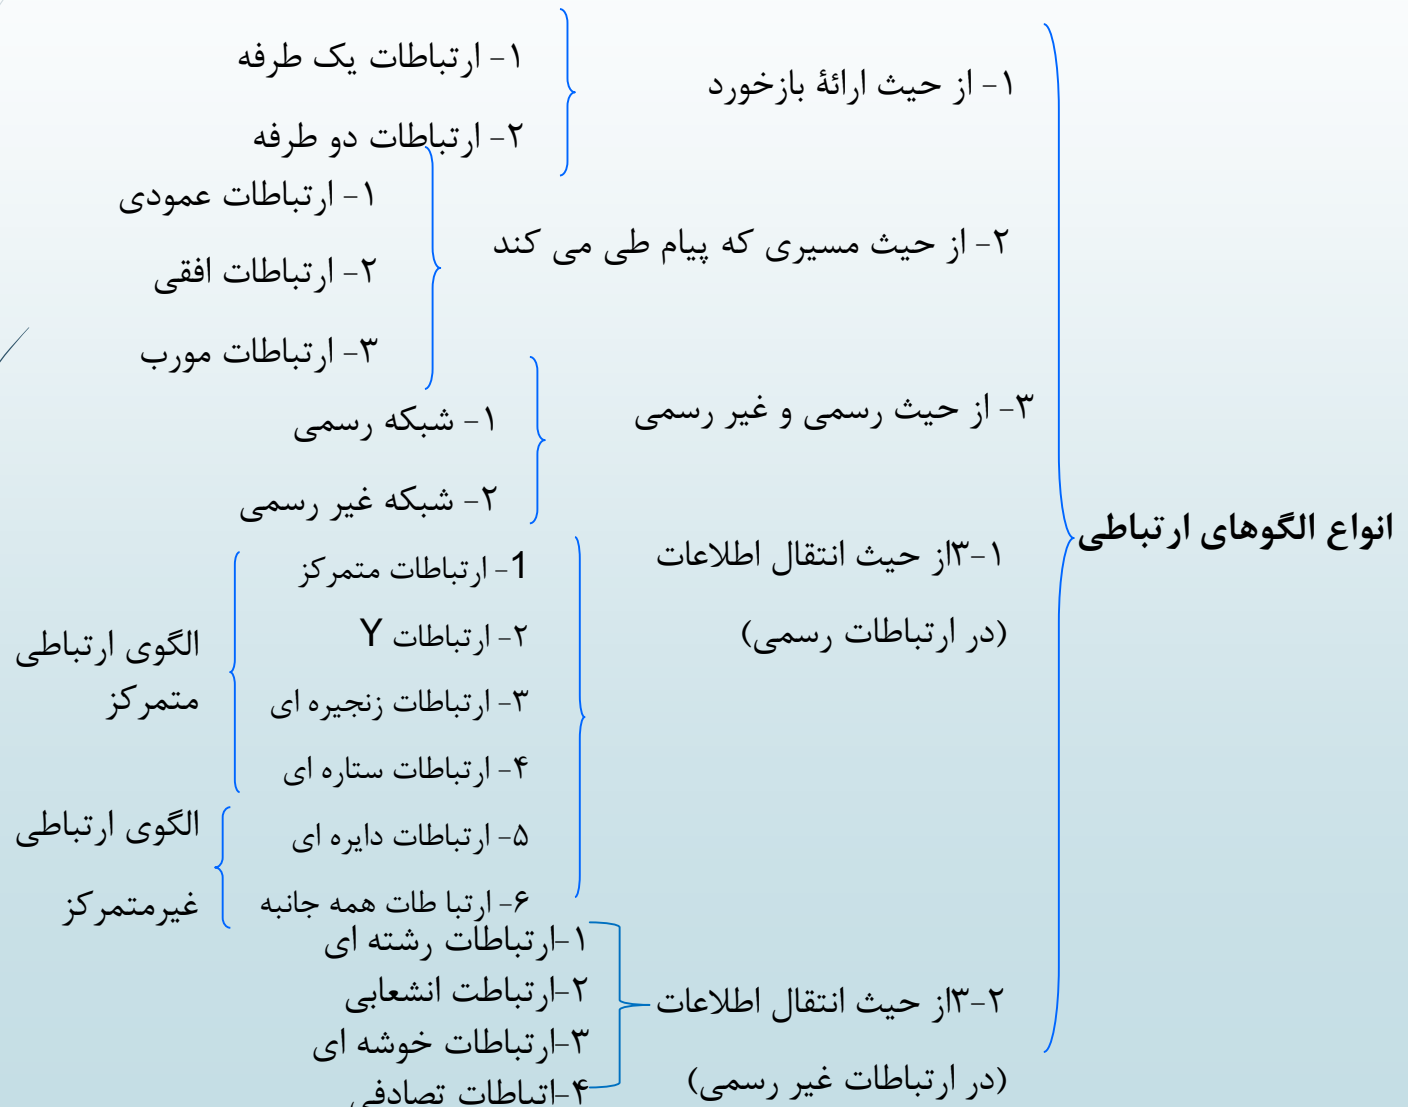 انواع الگوهای ارتباطی
۱- از حیث ارائهٔ بازخورد
۱- ارتباطات یک طرفه
۲- ارتباطات دو طرفه
۲- از حیث مسیری که پیام طی می کند
۱- ارتباطات عمودی
۲- ارتباطات افقی
۳- ارتباطات مورب
۳- از حیث رسمی و غیر رسمی
۱- شبکه رسمی
۲- شبکه غیر رسمی
۳-۱از حیث انتقال اطلاعات
(در ارتباطات رسمی)
1- ارتباطات متمرکز
۲- ارتباطات Y
۳- ارتباطات زنجیره ای
۴- ارتباطات ستاره ای
الگوی ارتباطی
متمرکز
۵- ارتباطات دایره ای
۶- ارتبا طات همه جانبه
الگوی ارتباطی
غیرمتمرکز
۳-۲از حیث انتقال اطلاعات
(در ارتباطات غیر رسمی)
۱-ارتباطات رشته ای
۲-ارتباطت انشعابی
۳-ارتباطات خوشه ای
۴-اتباطات تصادفی